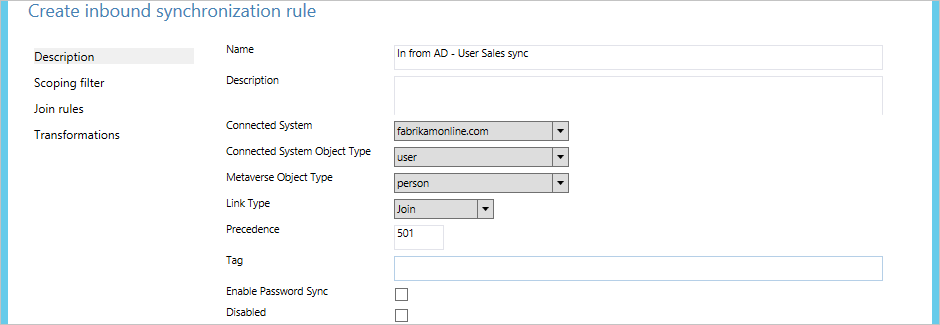 Create inbound synchronization rule
Description
Scoping filter
Join rules
Transformations
Name
In from AD - User Sales sync
Description
Connected System
fabrikamonline.com
Connected System Object Type
user
Metaverse Object Type
person
Link Type
Join
Precedence
501
Tag
Enable Password Sync
Disabled